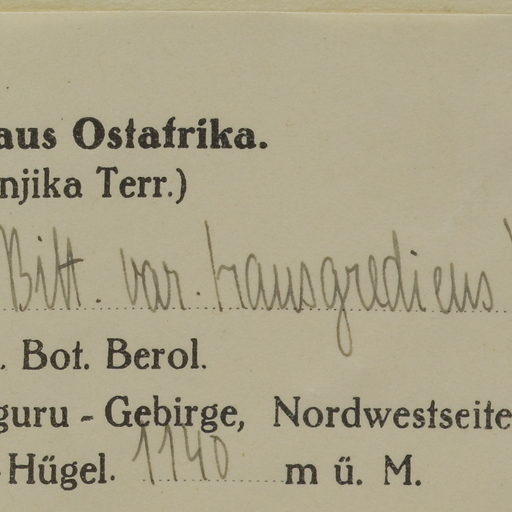 aus Ostafrika.
njika Terr.)
Bitt. var. transgrediens
. Bot. Berol.
guru - Gebirge, Nordwestseite
-Hügel. 1140 m ü. M.